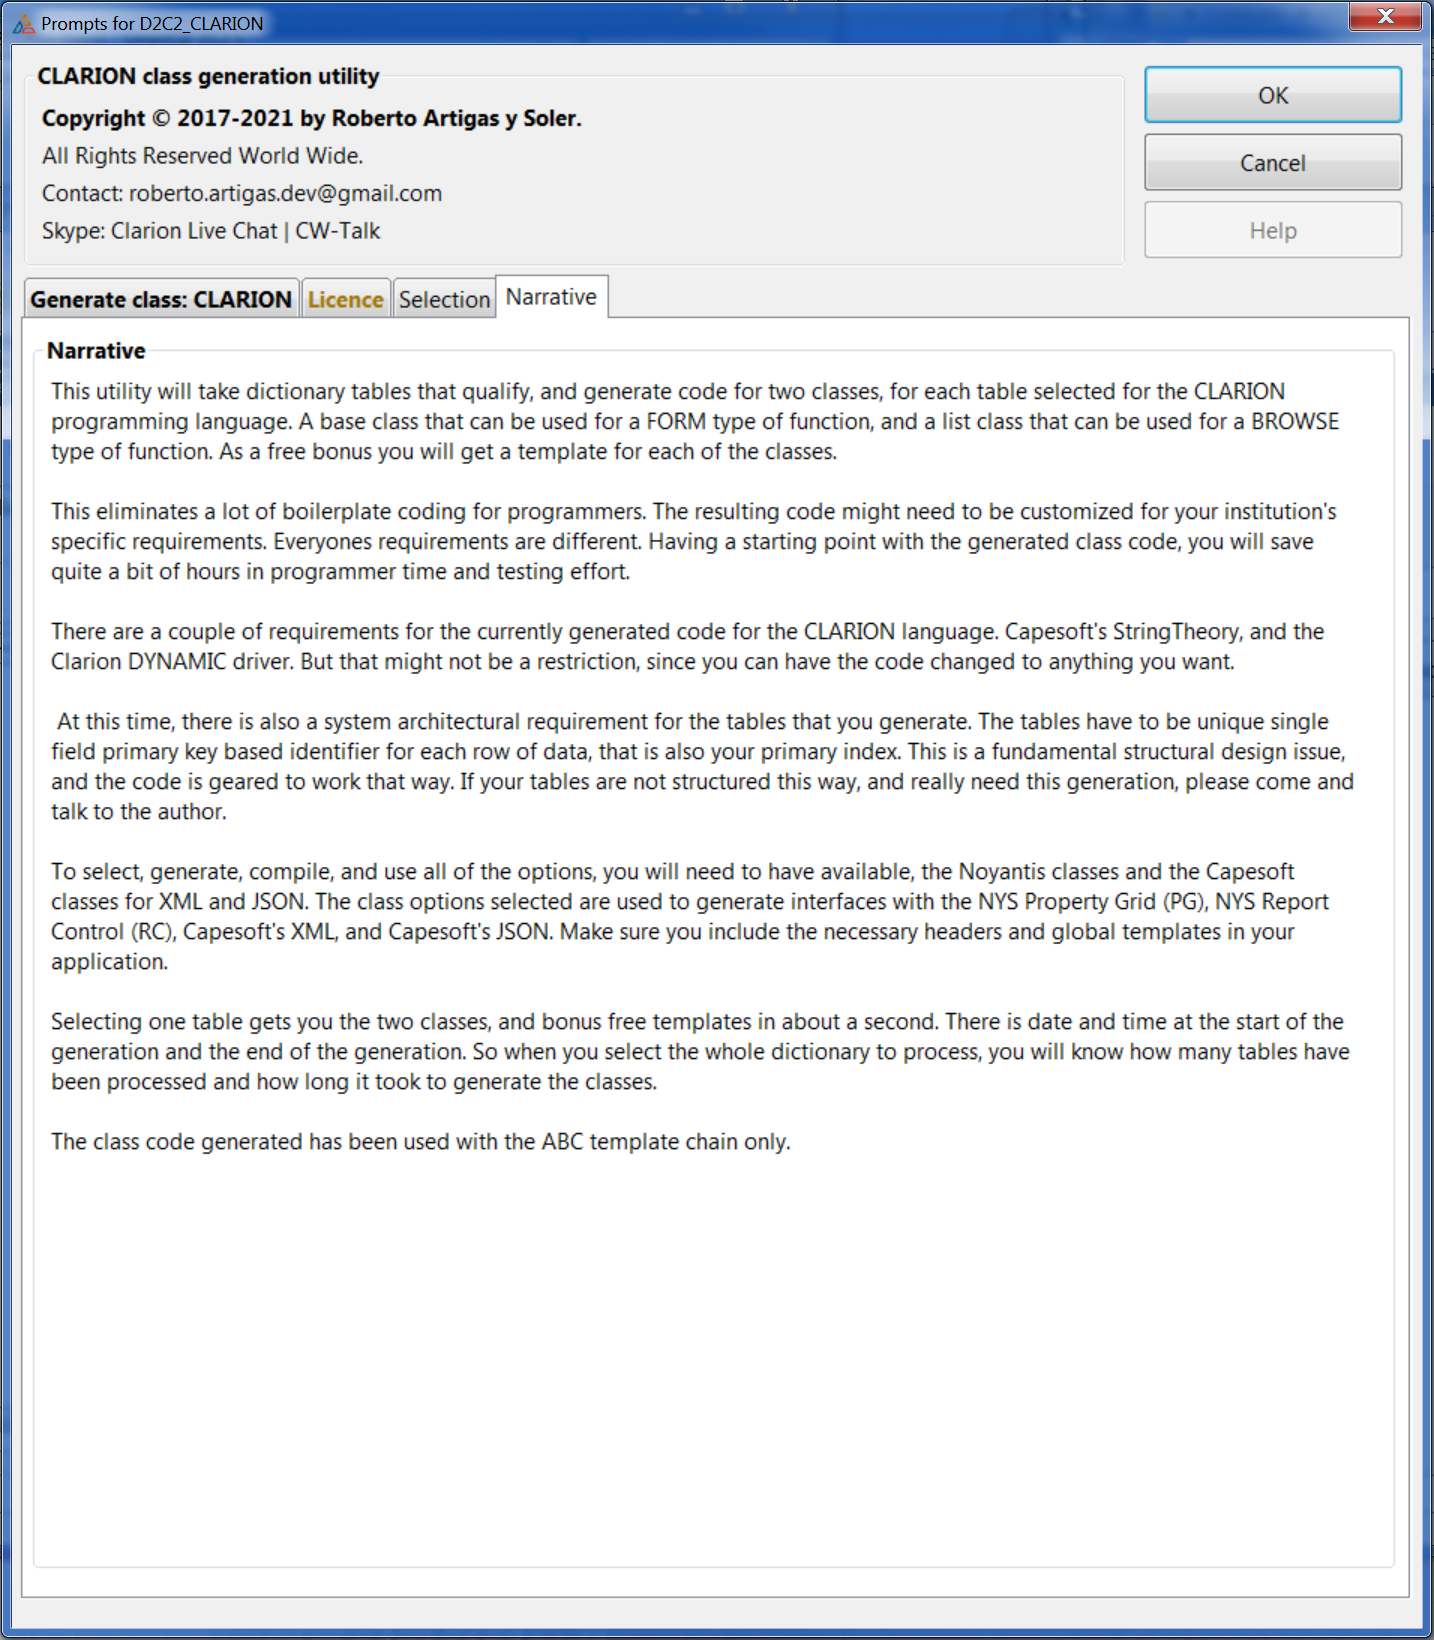 Prompts for D2C2_CLARION
CLARION class generation utility
Copyright © 2017-2021 by Roberto Artigas y Soler.
All Rights Reserved World Wide.
Contact: roberto.artigas.dev@gmail.com
Skype: Clarion Live Chat | CW-Talk
OK
Cancel
Help
Generate class: CLARION
Licence
Selection
Narrative
Narrative
This utility will take dictionary tables that qualify, and generate code for two classes, for each table selected for the CLARION
programming language. A base class that can be used for a FORM type of function, and a list class that can be used for a BROWSE
type of function. As a free bonus you will get a template for each of the classes.
This eliminates a lot of boilerplate coding for programmers. The resulting code might need to be customized for your institution's
specific requirements. Everyones requirements are different. Having a starting point with the generated class code, you will save
quite a bit of hours in programmer time and testing effort.
There are a couple of requirements for the currently generated code for the CLARION language. Capesoft's StringTheory, and the
Clarion DYNAMIC driver. But that might not be a restriction, since you can have the code changed to anything you want.
At this time, there is also a system architectural requirement for the tables that you generate. The tables have to be unique single
field primary key based identifier for each row of data, that is also your primary index. This is a fundamental structural design issue,
and the code is geared to work that way. If your tables are not structured this way, and really need this generation, please come and
talk to the author.
To select, generate, compile, and use all of the options, you will need to have available, the Noyantis classes and the Capesoft
classes for XML and JSON. The class options selected are used to generate interfaces with the NYS Property Grid (PG), NYS Report
Control (RC), Capesoft's XML, and Capesoft's JSON. Make sure you include the necessary headers and global templates in your
application.
Selecting one table gets you the two classes, and bonus free templates in about a second. There is date and time at the start of the
generation and the end of the generation. So when you select the whole dictionary to process, you will know how many tables have
been processed and how long it took to generate the classes.
The class code generated has been used with the ABC template chain only.